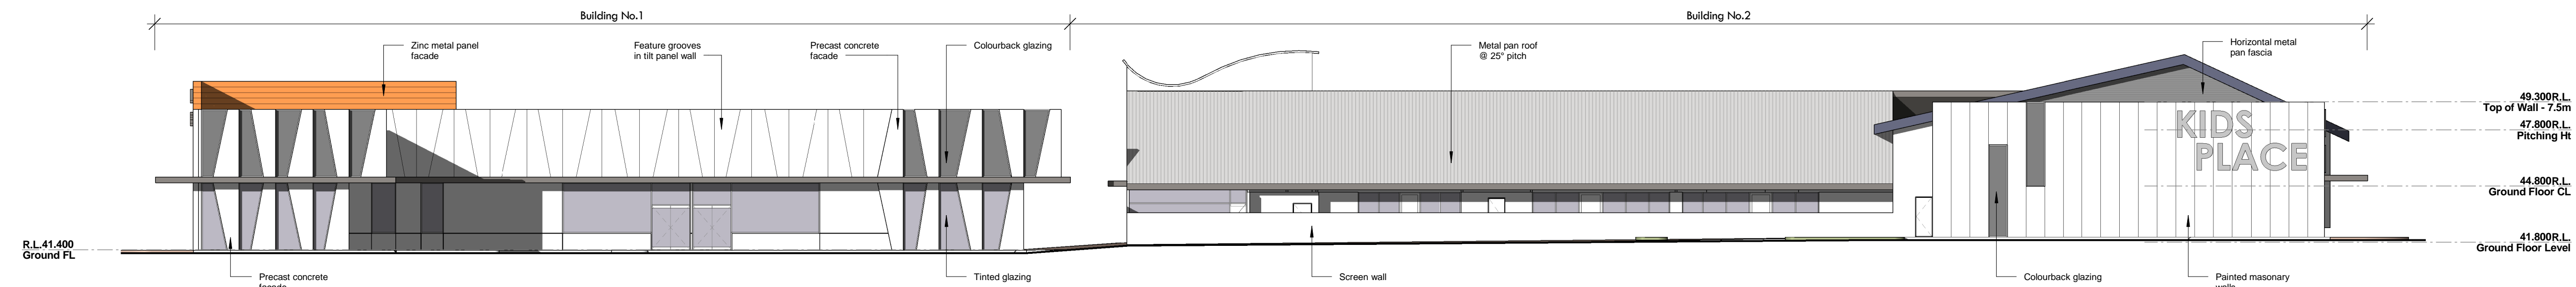 Building No.1
Building No.2
Zinc metal panel
facade
Feature grooves
in tilt panel wall
Precast concrete
facade
Colourback glazing
Metal pan roof
@ 25° pitch
Horizontal metal
pan fascia
49.300R.L.
Top of Wall - 7.5m
47.800R.L.
Pitching Ht
KIDS
PLACE
44.800R.L.
Ground Floor CL
R.L.41.400
Ground FL
41.800R.L.
Ground Floor Level
Precast concrete
facade
Tinted glazing
Screen wall
Colourback glazing
Painted masonary
walls